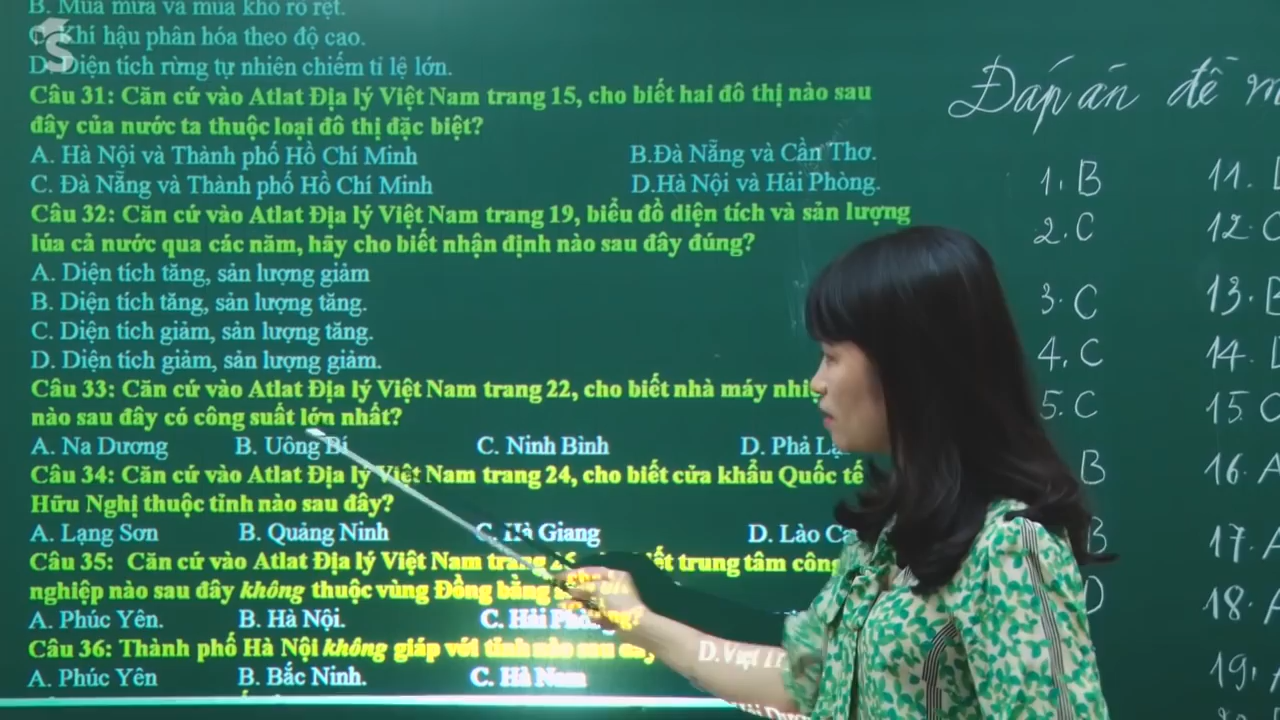 B. Mùa mưa và mùa khô rõ rệt.
C. Khí hậu phân hóa theo độ cao.
D. Diện tích rừng tự nhiên chiếm tỉ lệ lớn.
Câu 31: Căn cứ vào Atlat Địa lý Việt Nam trang 15, cho biết hai đô thị nào sau
đây của nước ta thuộc loại đô thị đặc biệt?
A. Hà Nội và Thành phố Hồ Chí Minh B.Đà Nẵng và Cần Thơ.
C. Đà Nẵng và Thành phố Hồ Chí Minh D.Hà Nội và Hải Phòng.
Câu 32: Căn cứ vào Atlat Địa lý Việt Nam trang 19, biểu đồ diện tích và sản lượng
lúa cả nước qua các năm, hãy cho biết nhận định nào sau đây đúng?
A. Diện tích tăng, sản lượng giảm
B. Diện tích tăng, sản lượng tăng.
C. Diện tích giảm, sản lượng tăng.
D. Diện tích giảm, sản lượng giảm.
Câu 33: Căn cứ vào Atlat Địa lý Việt Nam trang 22, cho biết nhà máy
nào sau đây có công suất lớn nhất?
A. Na Dương B. Uông Bí C. Ninh Bình D. Phả
Câu 34: Căn cứ vào Atlat Địa lý Việt Nam trang 24, cho biết cửa khẩu Quốc tế
Hữu Nghị thuộc tỉnh nào sau đây?
A. Lạng Sơn B. Quảng Ninh C. Hà Giang D. Lào
Câu 35: Căn cứ vào Atlat Địa lý Việt Nam trung tâm công
nghiệp nào sau đây không thuộc vùng Đồng bằng
A. Phúc Yên. B. Hà Nội. C. Hải
Câu 36: Thành phố Hà Nội không giáp với tỉnh nào sau đây
A. Phúc Yên B. Bắc Ninh. C. Hà Nam
Đáp án đề
1. B
2. C
3. C
4. C
5. C
B
B
D
11.
12. C
13.
14.
15 C
16. A
17. A
18. A
19.